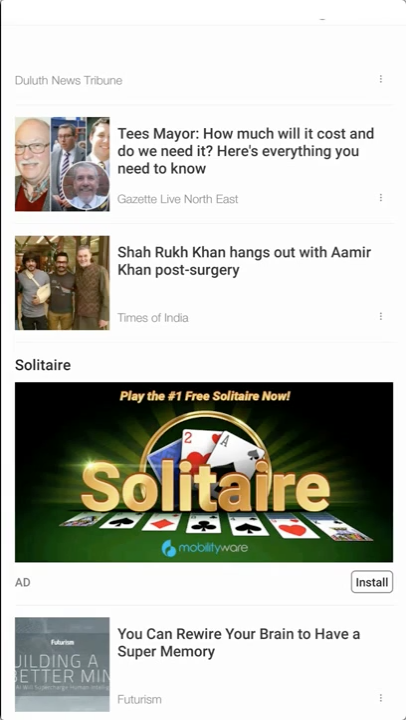 Duluth News Tribune
Tees Mayor: How much will it cost and
do we need it? Here's everything you
need to know
Gazette Live North East
Shah Rukh Khan hangs out with Aamir
Khan post-surgery
Times of India
Solitaire
Play the #1 Free Solitaire Now!
2 A
Solitaire
mobilityware
AD
Install
Futurism
UILDING A
ETTER MIN
You Can Rewire Your Brain to Have a
Super Memory
Futurism